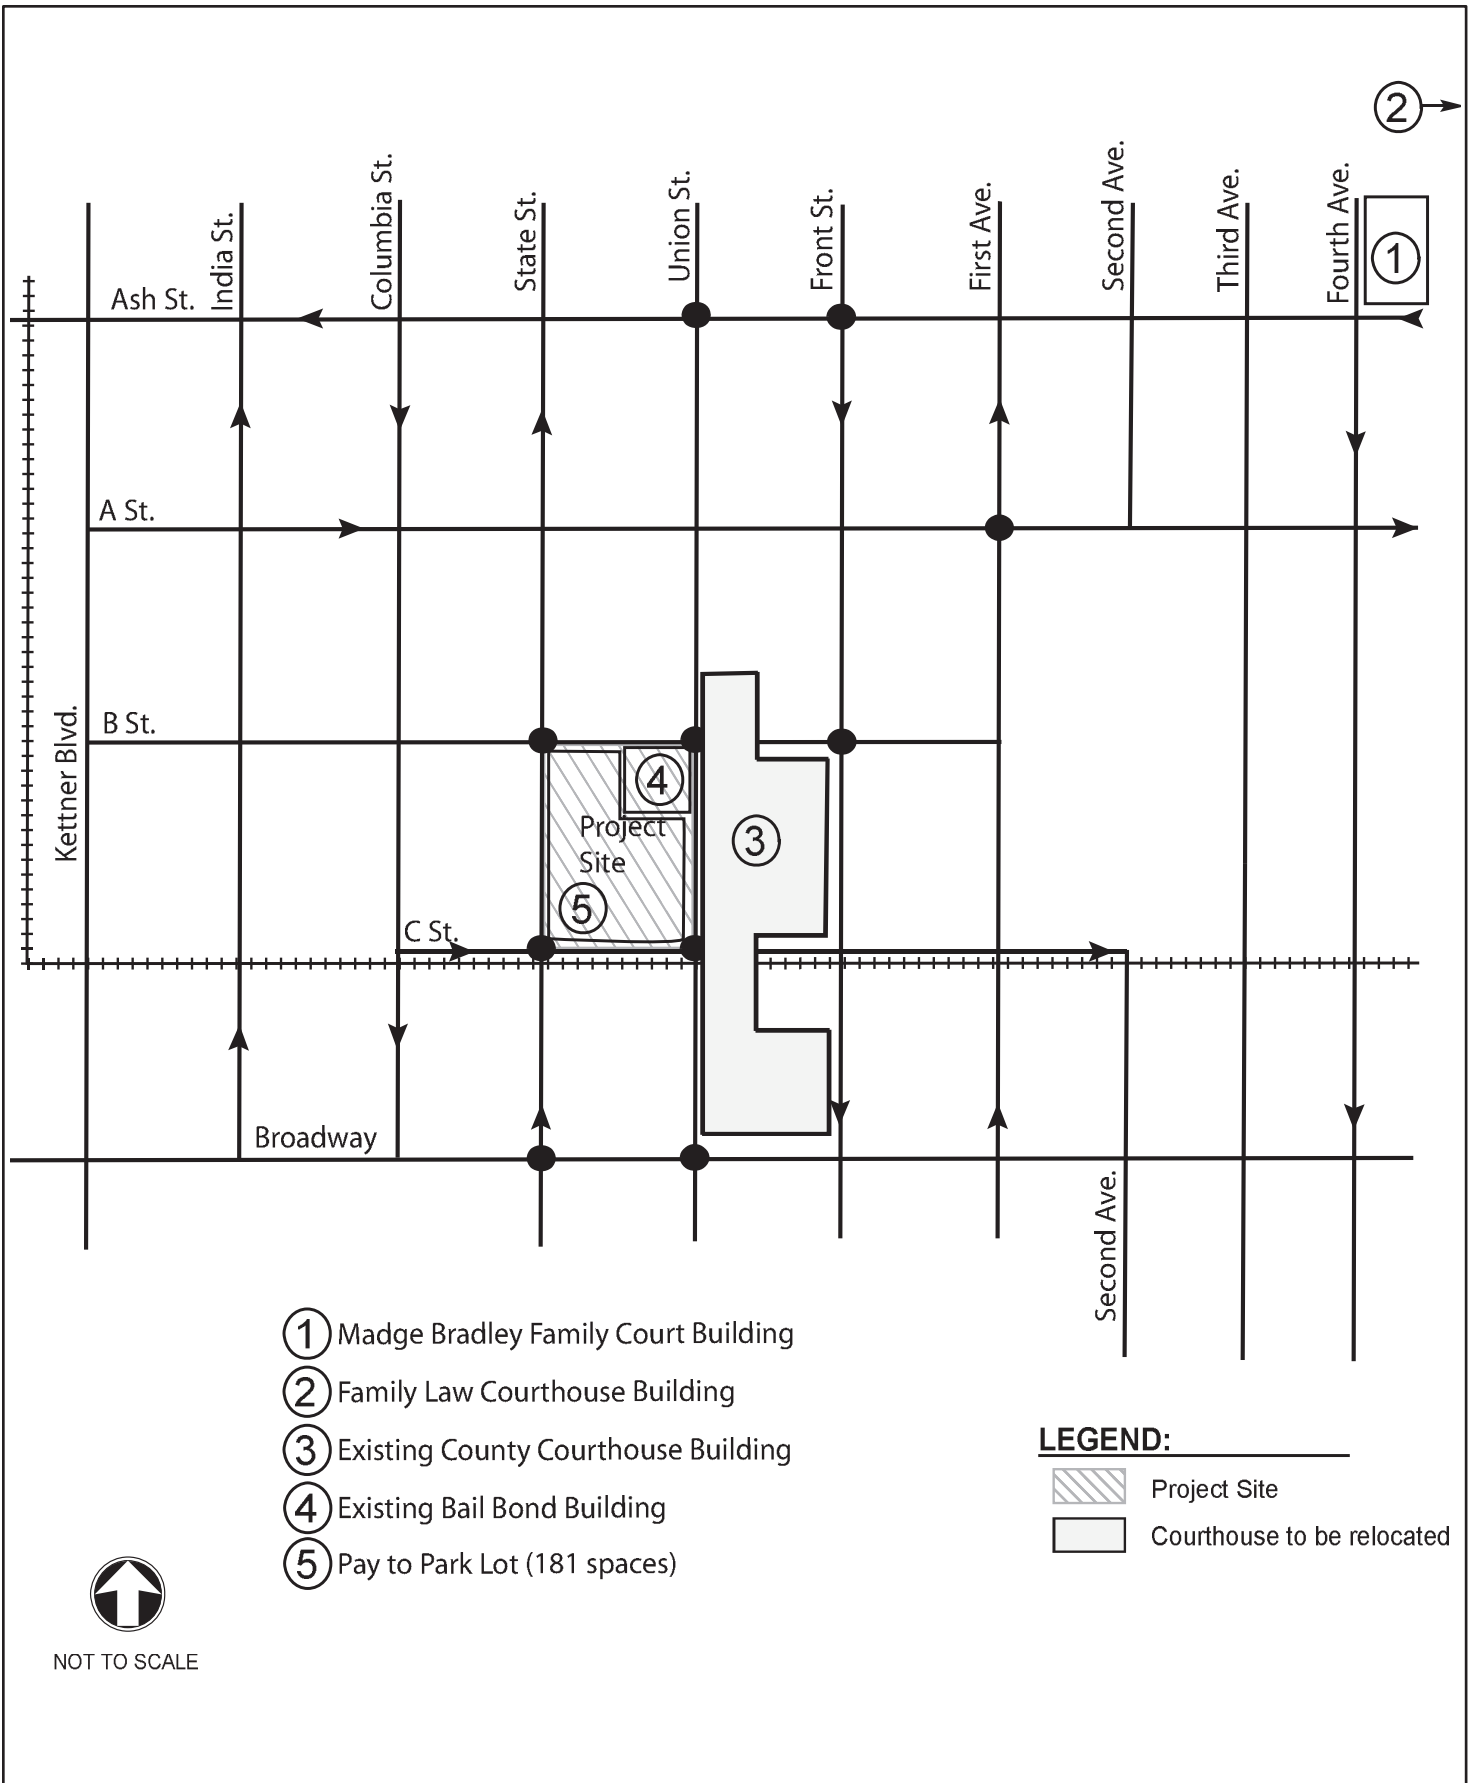 2
Columbia St.
Second Ave.
Fourth Ave.
Union St.
Third Ave.
First Ave.
State St.
Front St.
India St.
1
Ash St.
A St.
B St.
Kettner Blvd.
4
Project
Site
3
5
C St.
Broadway
Second Ave.
1 Madge Bradley Family Court Building
2 Family Law Courthouse Building
3 Existing County Courthouse Building
4 Existing Bail Bond Building
5 Pay to Park Lot (181 spaces)
LEGEND:
Project Site
Courthouse to be relocated
NOT TO SCALE